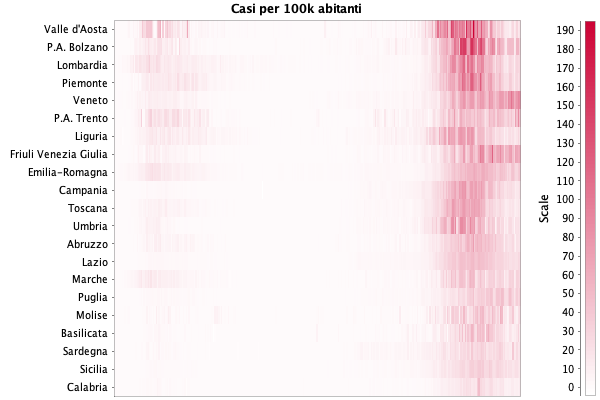 Casi per 100k abitanti
Valle d'Aosta
P.A. Bolzano
Lombardia
Piemonte
Veneto
P.A. Trento
Liguria
Friuli Venezia Giulia
Emilia-Romagna
Campania
Toscana
Umbria
Abruzzo
Lazio
Marche
Puglia
Molise
Basilicata
Sardegna
Sicilia
Calabria
Scale
190
180
170
160
150
140
130
120
110
100
90
80
70
60
50
40
30
20
10
0